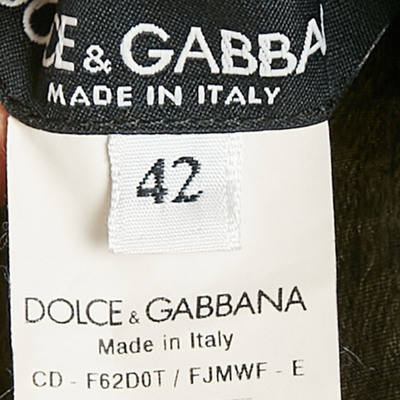 CE & GABBA
MADE IN ITALY
42
DOLCE & GABBANA
Made in Italy
CD - F62D0T / FJMWF - E